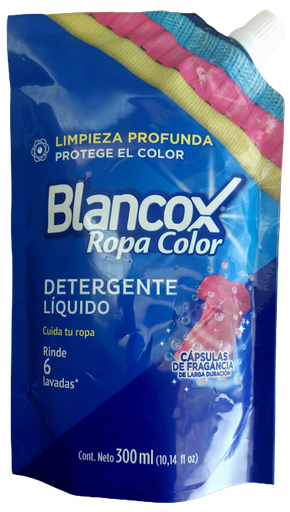 LIMPIEZA PROFUNDA
PROTEGE EL COLOR
Blancox
Ropa Color
DETERGENTE
LÍQUIDO
Cuida tu ropa
Rinde
6
lavadas*
CÁPSULAS
DE FRAGANCIA
DE LARGA DURACIÓN
Cont. Neto 300 ml (10,14 fl oz)